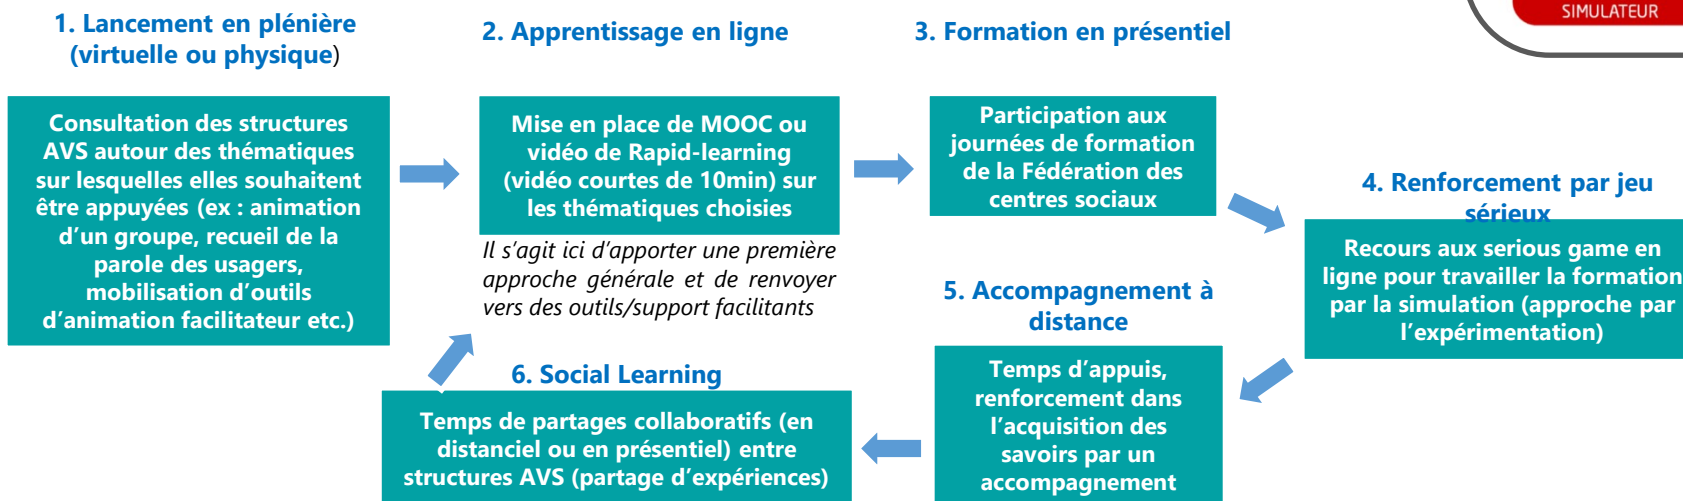 SIMULATEUR
1. Lancement en plénière
(virtuelle ou physique)
2. Apprentissage en ligne
3. Formation en présentiel
Consultation des structures
AVS autour des thématiques
sur lesquelles elles souhaitent
être appuyées (ex : animation
d’un groupe, recueil de la
parole des usagers,
mobilisation d’outils
d’animation facilitateur etc.)
Mise en place de MOOC ou
vidéo de Rapid-learning
(vidéo courtes de 10min) sur
les thématiques choisies
Il s’agit ici d’apporter une première
approche générale et de renvoyer
vers des outils/support facilitants
Participation aux
journées de formation
de la Fédération des
centres sociaux
4. Renforcement par jeu
sérieux
Recours aux serious game en
ligne pour travailler la formation
par la simulation (approche par
l’expérimentation)
5. Accompagnement à
distance
Temps d’appuis,
renforcement dans
l’acquisition des
savoirs par un
accompagnement
6. Social Learning
Temps de partages collaboratifs (en
distanciel ou en présentiel) entre
structures AVS (partage d’expériences)